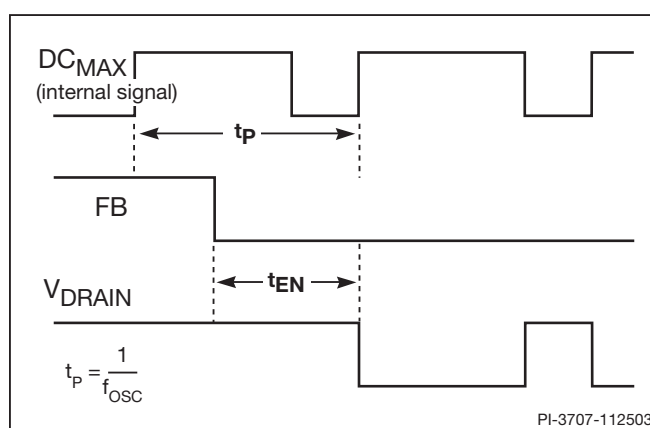 DCMAX
(internal signal)
tP
FB
tEN
VDRAIN
tP = 1/fOSC
PI-3707-112503